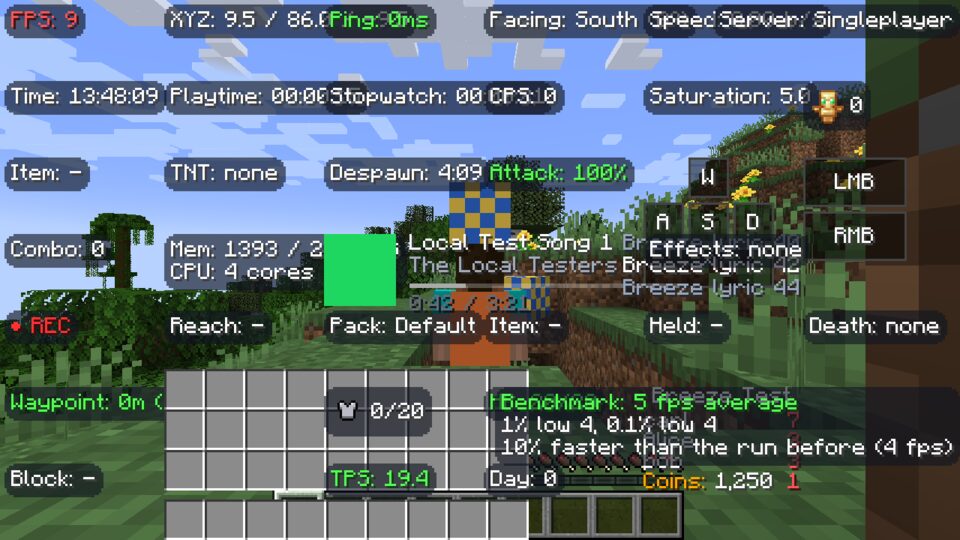 FPS: 9
XYZ: 9.5 / 86.
Ping: 0ms
Facing: South
Speed
Server: Singleplayer
Time: 13:48:09
Playtime: 00:00
Stopwatch: 00
CPS:
0
Saturation: 5.0
0
Item: -
TNT: none
Despawn: 4:09
Attack: 100%
W
LMB
A S D
RMB
Combo: 0
Mem: 1393 / 2
CPU: 4 cores
Local Test Song 1
The Local Testers
0:42 / 3:21
Effects: none
Breeze lyric 42
Breeze lyric 44
• REC
Reach: -
Pack: Default
Item: -
Held: -
Death: none
Waypoint: 0m (
0/20
Breeze Test
Benchmark: 5 fps average
1% low 4, 0.1% low 4
10% faster than the run before (4 fps)
Block: -
TPS: 19.4
Day: 0
Coins: 1,250
1